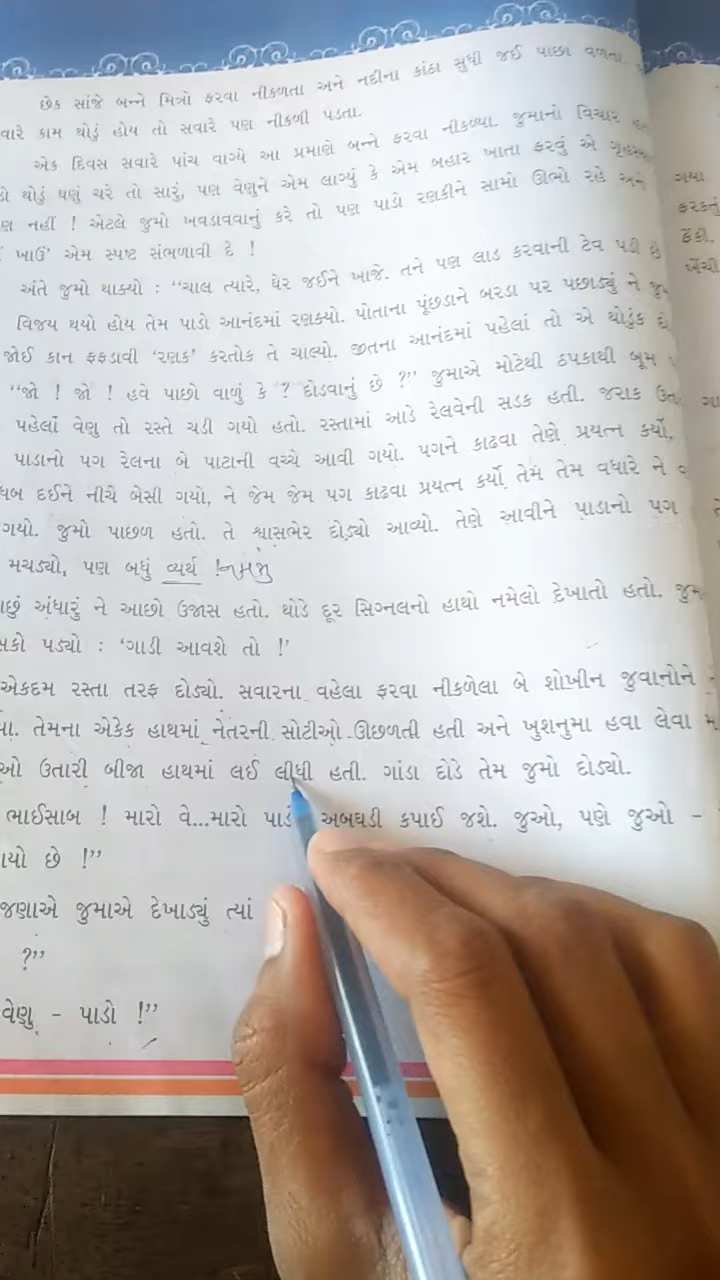 છેક સાંજે બન્ને મિત્રો ફરવા નીકળતા અને નદીના કાંઠા સુધી જઈ પાછા વળતા.
વારે કામ થોડું હોય તો સવારે પણ નીકળી પડતા.
એક દિવસ સવારે પાંચ વાગ્યે આ પ્રમાણે બન્ને ફરવા નીકળ્યા. જુમાનો વિચાર
થોડું ઘણું ચરે તો સારું, પણ વેણુને એમ લાગ્યું કે એમ બહાર ખાતા ફરવું એ
નહીં ! એટલે જુમો ખવડાવવાનું કરે તો પણ પાડો રણકીને સામો ઊભો રહે અને
ખાઉં' એમ સ્પષ્ટ સંભળાવી દે !
અંતે જુમો થાક્યો : “ચાલ ત્યારે, ઘેર જઈને ખાજે. તને પણ લાડ કરવાની ટેવ પડી છે
વિજય થયો હોય તેમ પાડો આનંદમાં રણક્યો. પોતાના પૂંછડાને બરડા પર પછાડ્યું ને
જોઈ કાન ફફડાવી ‘રણક’ કરતોક તે ચાલ્યો. જીતના આનંદમાં પહેલાં તો એ થોડુંક
“જો ! જો ! હવે પાછો વાળું કે ? દોડવાનું છે ?” જુમાએ મોટેથી ઠપકાથી બૂમ
પહેલાં વેણુ તો રસ્તે ચડી ગયો હતો. રસ્તામાં આડે રેલવેની સડક હતી. જરાક
પાડાનો પગ રેલના બે પાટાની વચ્ચે આવી ગયો. પગને કાઢવા તેણે પ્રયત્ન કર્યો,
દઈને નીચે બેસી ગયો, ને જેમ જેમ પગ કાઢવા પ્રયત્ન કર્યો તેમ તેમ વધારે ને
ગયો. જુમો પાછળ હતો. તે શ્વાસભેર દોડ્યો આવ્યો. તેણે આવીને પાડાનો પગ
મચડ્યો, પણ બધું વ્યર્થ !
અંધારું ને આછો ઉજાસ હતો. થોડે દૂર સિગ્નલનો હાથો નમેલો દેખાતો હતો.
પડ્યો : ‘ગાડી આવશે તો !’
એકદમ રસ્તા તરફ દોડ્યો. સવારના વહેલા ફરવા નીકળેલા બે શોખીન જુવાનોને
તેમના એકેક હાથમાં નેતરની સોટીઓ ઊછળતી હતી અને ખુશનુમા હવા લેવા
ઉતારી બીજા હાથમાં લઈ લીધી હતી. ગાંડા દોડે તેમ જુમો દોડ્યો.
ભાઈસાબ ! મારો વે...મારો અબઘડી કપાઈ જશે. જુઓ, પણે જુઓ –
છે !”
જુમાએ દેખાડ્યું ત્યાં
?”
વેણુ – પાડો !”
ગયા
ફરકતું